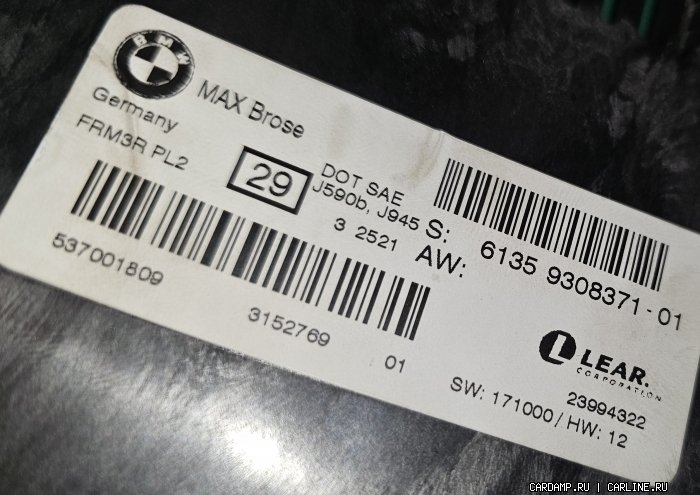 BMW
MAX Brose
Germany
FRM3R PL2
29
DOT SAE
J590b, J945
3 2521
S:
AW:
6135 9308371-01
537001809
3152769
01
L LEAR.
CORPORATION
23994322
SW: 171000 / HW: 12
CARDAMP.RU | CARLINE.RU